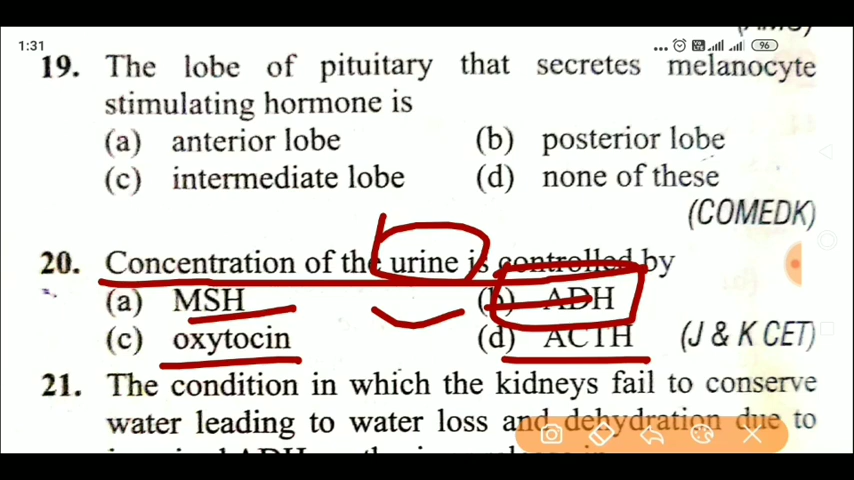 1:31
96
19. The lobe of pituitary that secretes melanocyte
stimulating hormone is
(a) anterior lobe (b) posterior lobe
(c) intermediate lobe (d) none of these
(COMEDK)
20. Concentration of the urine is controlled by
(a) MSH (b) ADH
(c) oxytocin (d) ACTH (J & K CET)
21. The condition in which the kidneys fail to conserve
water leading to water loss and dehydration due to